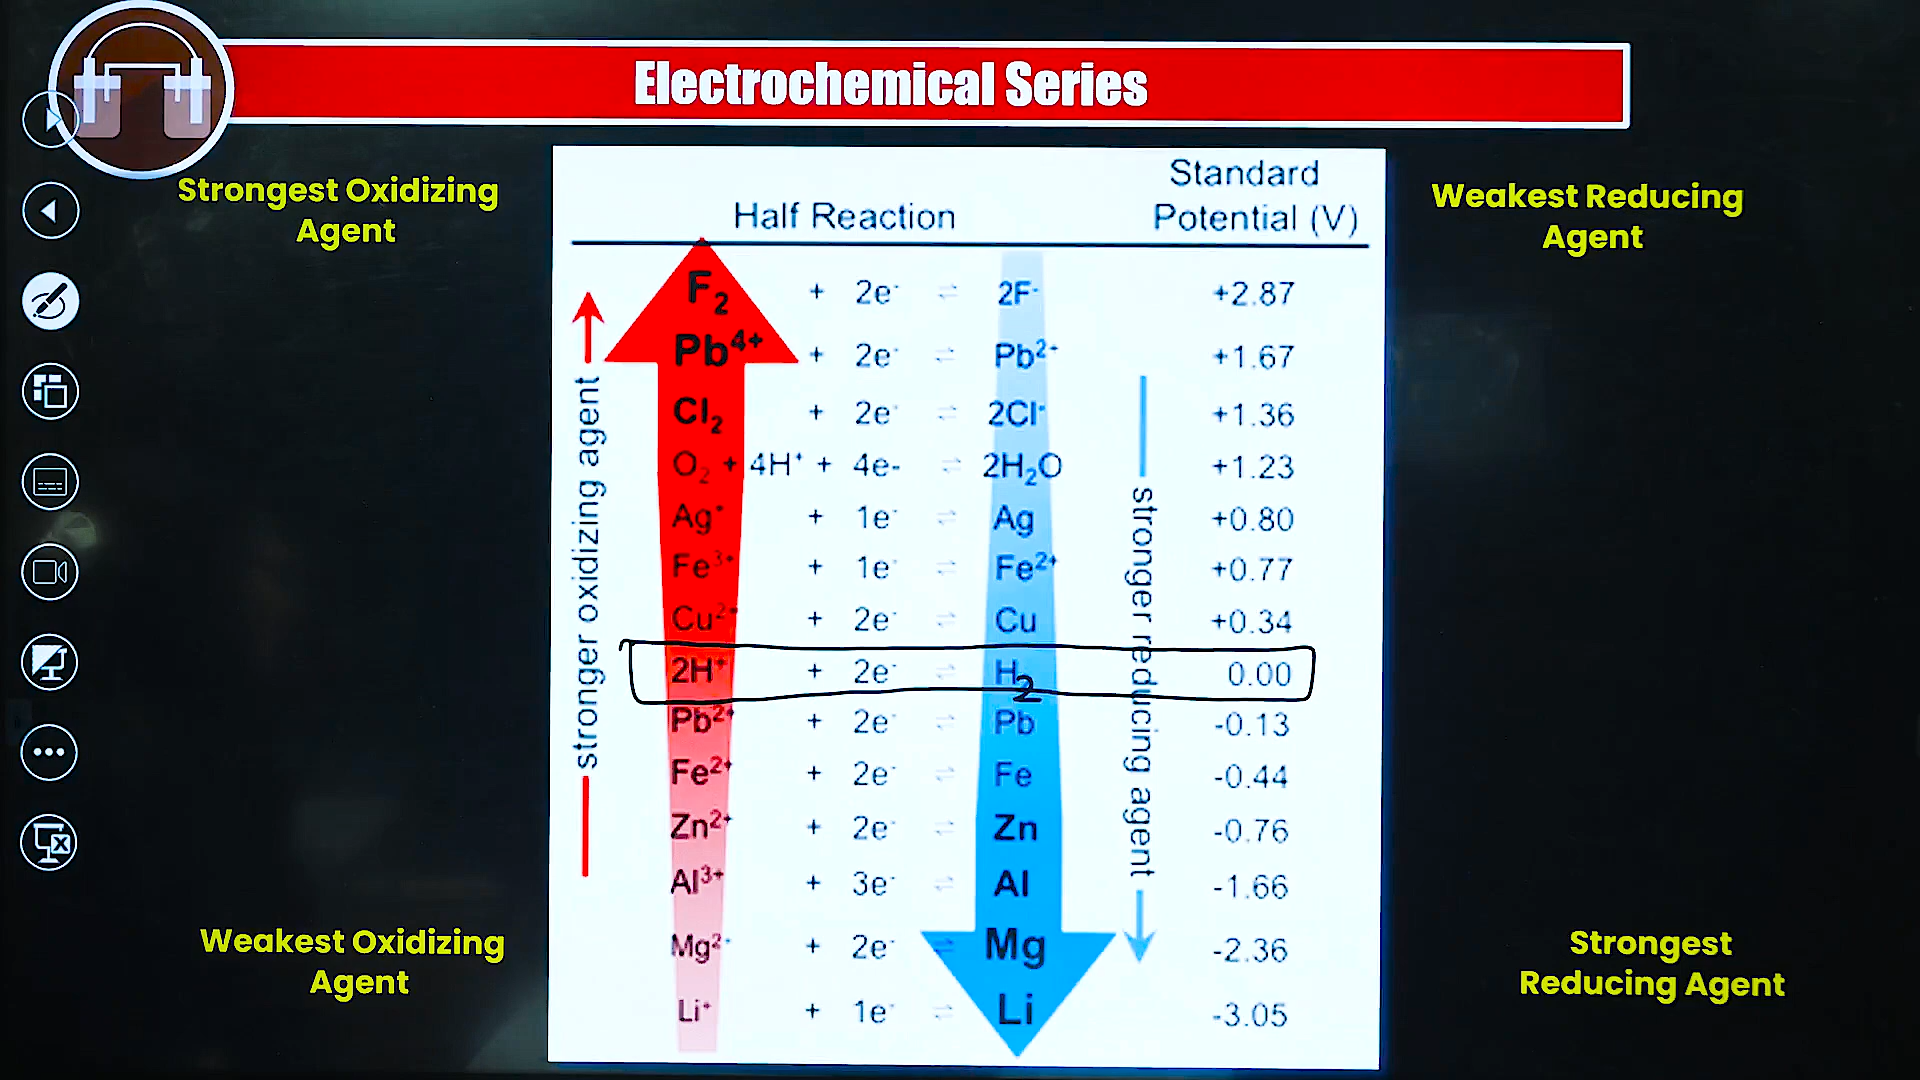 Electrochemical Series
Strongest Oxidizing
Agent
Weakest Reducing
Agent
Half Reaction
Standard
Potential (V)
F₂ + 2e⁻ ⇌ 2F⁻ +2.87
Pb⁴⁺ + 2e⁻ ⇌ Pb²⁺ +1.67
Cl₂ + 2e⁻ ⇌ 2Cl⁻ +1.36
O₂ + 4H⁺ + 4e- ⇌ 2H₂O +1.23
Ag⁺ + 1e⁻ ⇌ Ag +0.80
Fe³⁺ + 1e⁻ ⇌ Fe²⁺ +0.77
Cu²⁺ + 2e⁻ ⇌ Cu +0.34
2H⁺ + 2e⁻ ⇌ H₂ 0.00
Pb²⁺ + 2e⁻ ⇌ Pb -0.13
Fe²⁺ + 2e⁻ ⇌ Fe -0.44
Zn²⁺ + 2e⁻ ⇌ Zn -0.76
Al³⁺ + 3e⁻ ⇌ Al -1.66
Mg²⁺ + 2e⁻ ⇌ Mg -2.36
Li⁺ + 1e⁻ ⇌ Li -3.05
stronger oxidizing agent
stronger reducing agent
Weakest Oxidizing
Agent
Strongest
Reducing Agent